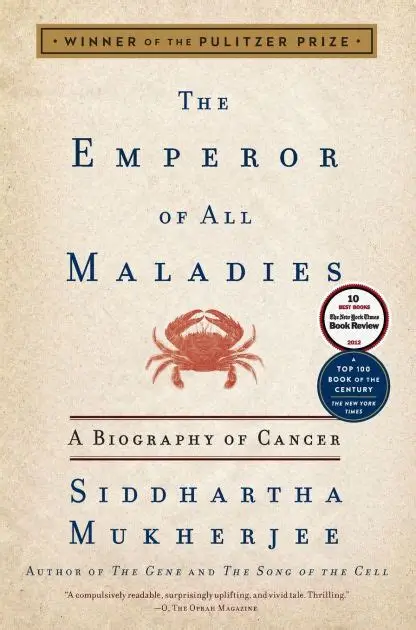 · WINNER OF THE PULITZER PRIZE ·
THE
EMPEROR
OF ALL
MALADIES
10
BEST BOOKS
The New York Times
Book Review
2012
A
TOP 100
BOOK OF THE
CENTURY
THE NEW YORK
TIMES
A BIOGRAPHY OF CANCER
SIDDHARTHA
MUKHERJEE
AUTHOR OF THE GENE AND THE SONG OF THE CELL
"A compulsively readable, surprisingly uplifting, and vivid tale. Thrilling."
—O, THE OPRAH MAGAZINE